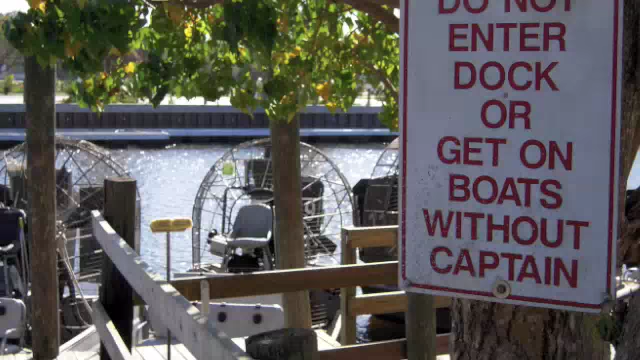 DO NOT
ENTER
DOCK
OR
GET ON
BOATS
WITHOUT
CAPTAIN